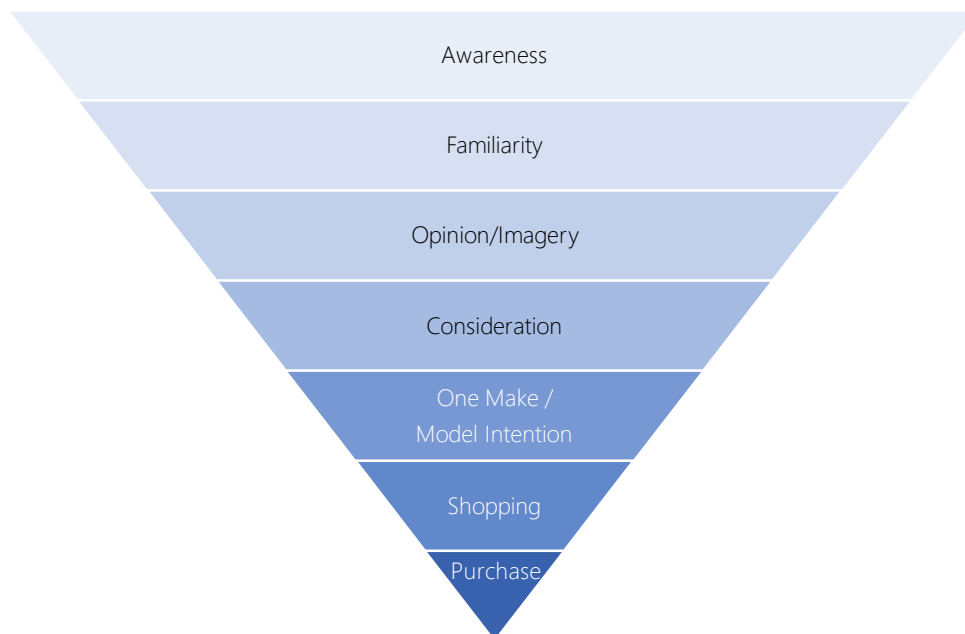 Awareness
Familiarity
Opinion/Imagery
Consideration
One Make /
Model Intention
Shopping
Purchase